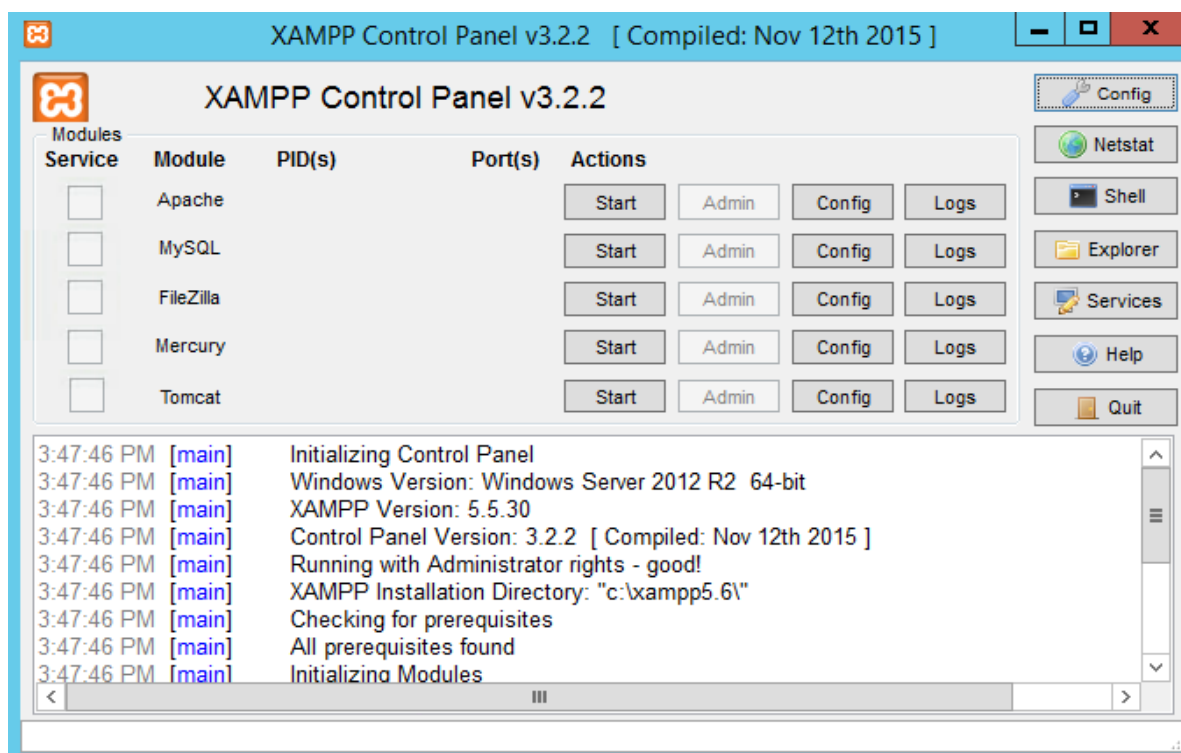 XAMPP Control Panel v3.2.2 [ Compiled: Nov 12th 2015 ]
XAMPP Control Panel v3.2.2
Config
Netstat
Shell
Explorer
Services
Help
Quit
Modules
Service Module PID(s) Port(s) Actions
Apache Start Admin Config Logs
MySQL Start Admin Config Logs
FileZilla Start Admin Config Logs
Mercury Start Admin Config Logs
Tomcat Start Admin Config Logs
3:47:46 PM [main] Initializing Control Panel
3:47:46 PM [main] Windows Version: Windows Server 2012 R2 64-bit
3:47:46 PM [main] XAMPP Version: 5.5.30
3:47:46 PM [main] Control Panel Version: 3.2.2 [ Compiled: Nov 12th 2015 ]
3:47:46 PM [main] Running with Administrator rights - good!
3:47:46 PM [main] XAMPP Installation Directory: "c:\xampp5.6\"
3:47:46 PM [main] Checking for prerequisites
3:47:46 PM [main] All prerequisites found
3:47:46 PM [main] Initializing Modules